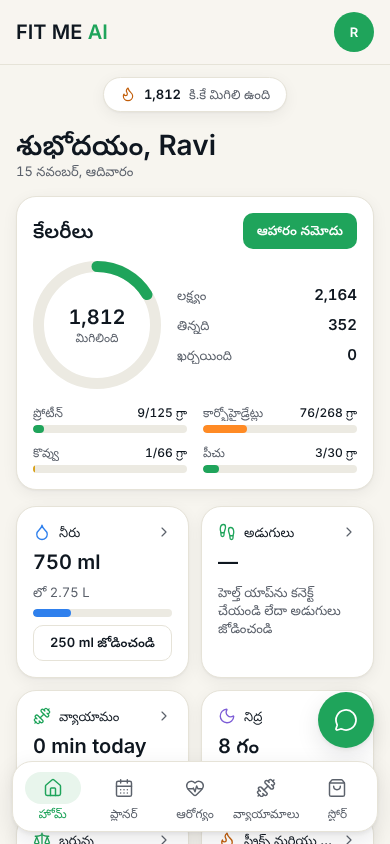 FIT ME AI
R
1,812 కి.కే మిగిలి ఉంది
శుభోదయం, Ravi
15 నవంబర్, ఆదివారం
కేలరీలు
ఆహారం నమోదు
1,812
మిగిలింది
లక్ష్యం 2,164
తిన్నది 352
ఖర్చయింది 0
ప్రోటీన్ 9/125 గ్రా
కార్బోహైడ్రేట్లు 76/268 గ్రా
కొవ్వు 1/66 గ్రా
పీచు 3/30 గ్రా
నీరు
750 ml
లో 2.75 L
250 ml జోడించండి
అడుగులు
—
హెల్త్ యాప్‌ను కనెక్ట్
చేయండి లేదా అడుగులు
జోడించండి
వ్యాయామం
0 min today
నిద్ర
8 గం
హోమ్
ప్లానర్
ఆరోగ్యం
వ్యాయామాలు
స్టోర్
బరువు